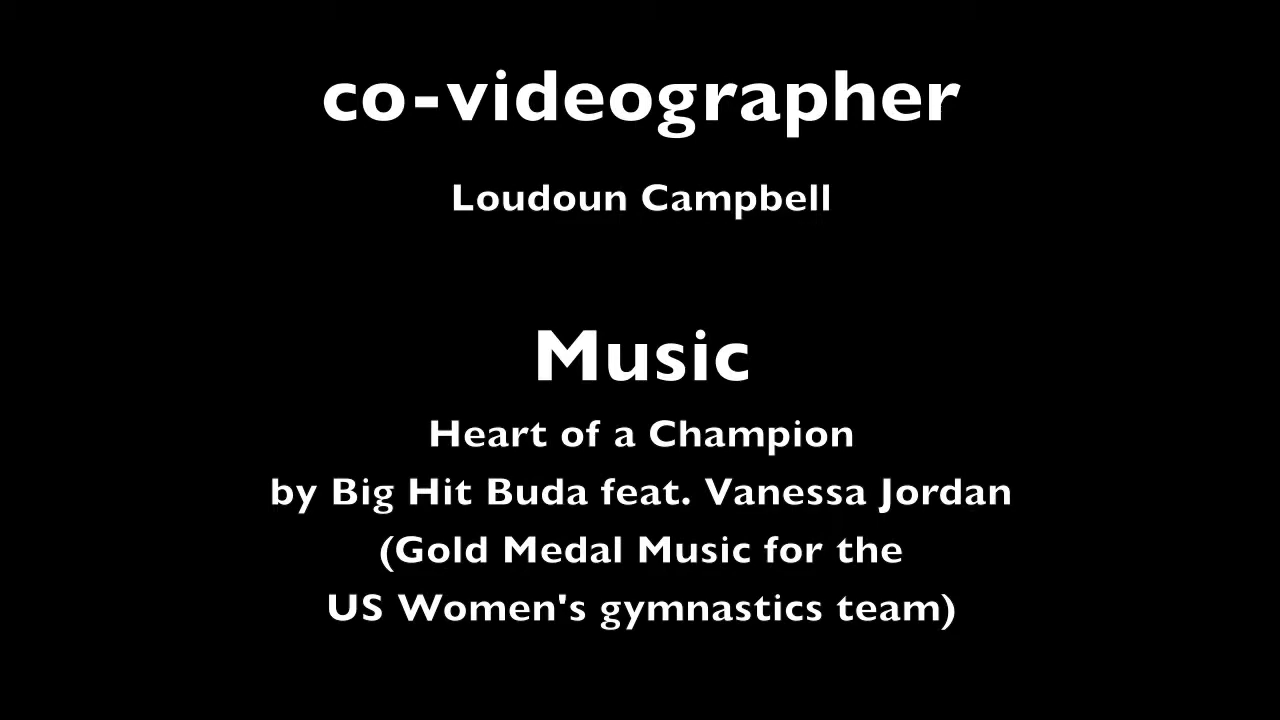 co-videographer
Loudoun Campbell
Music
Heart of a Champion
by Big Hit Buda feat. Vanessa Jordan
(Gold Medal Music for the
US Women's gymnastics team)